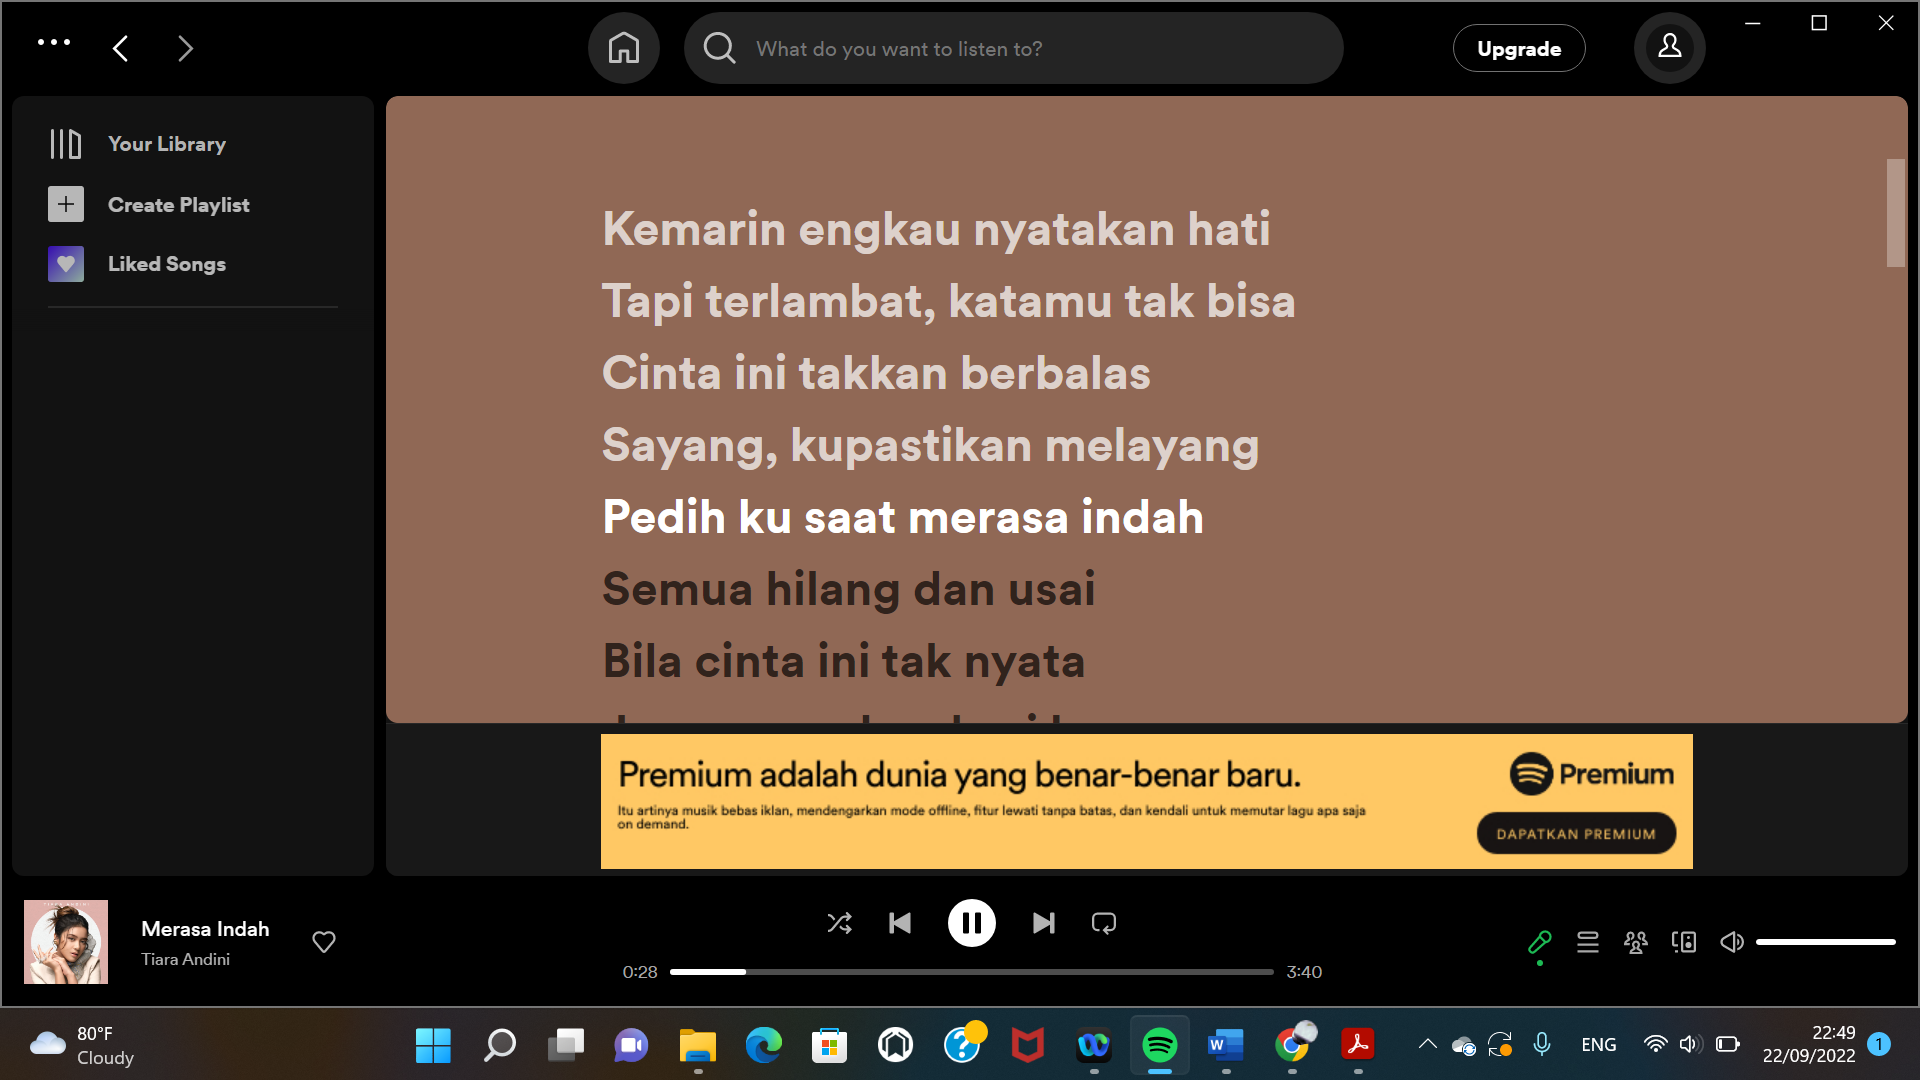 What do you want to listen to?
Upgrade
Your Library
Create Playlist
Liked Songs
Kemarin engkau nyatakan hati
Tapi terlambat, katamu tak bisa
Cinta ini takkan berbalas
Sayang, kupastikan melayang
Pedih ku saat merasa indah
Semua hilang dan usai
Bila cinta ini tak nyata
Premium adalah dunia yang benar-benar baru.
Itu artinya musik bebas iklan, mendengarkan mode offline, fitur lewati tanpa batas, dan kendali untuk memutar lagu apa saja
on demand.
Premium
DAPATKAN PREMIUM
Merasa Indah
Tiara Andini
0:28
3:40
80°F
Cloudy
ENG
22:49
22/09/2022
1